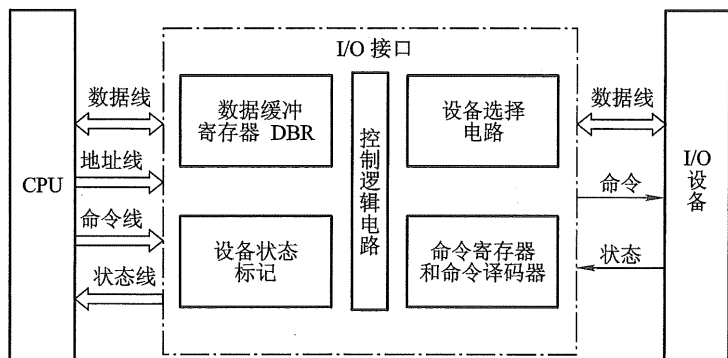 I/O 接口
CPU
数据线
地址线
命令线
状态线
数据缓冲
寄存器 DBR
设备状态
标记
控制逻辑电路
设备选择
电路
命令寄存器
和命令译码器
数据线
命令
状态
I/O
设备